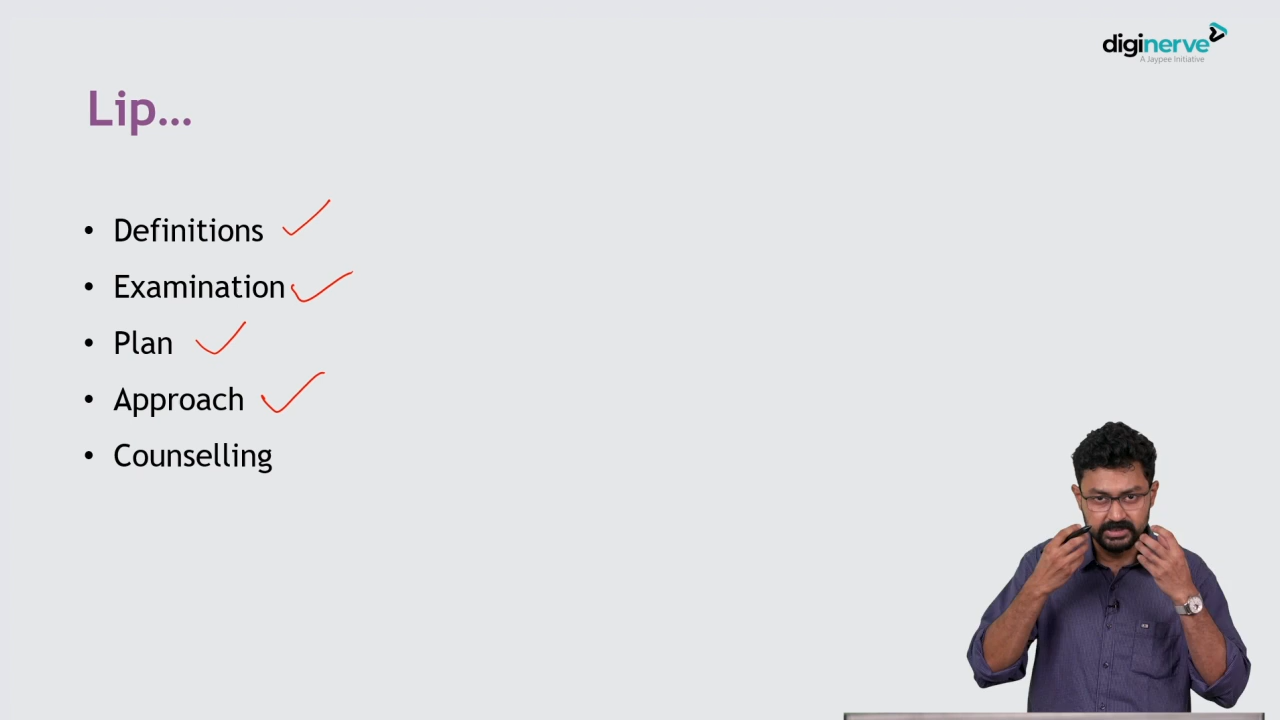 diginerve
A Jaypee Initiative
Lip...
• Definitions
• Examination
• Plan
• Approach
• Counselling